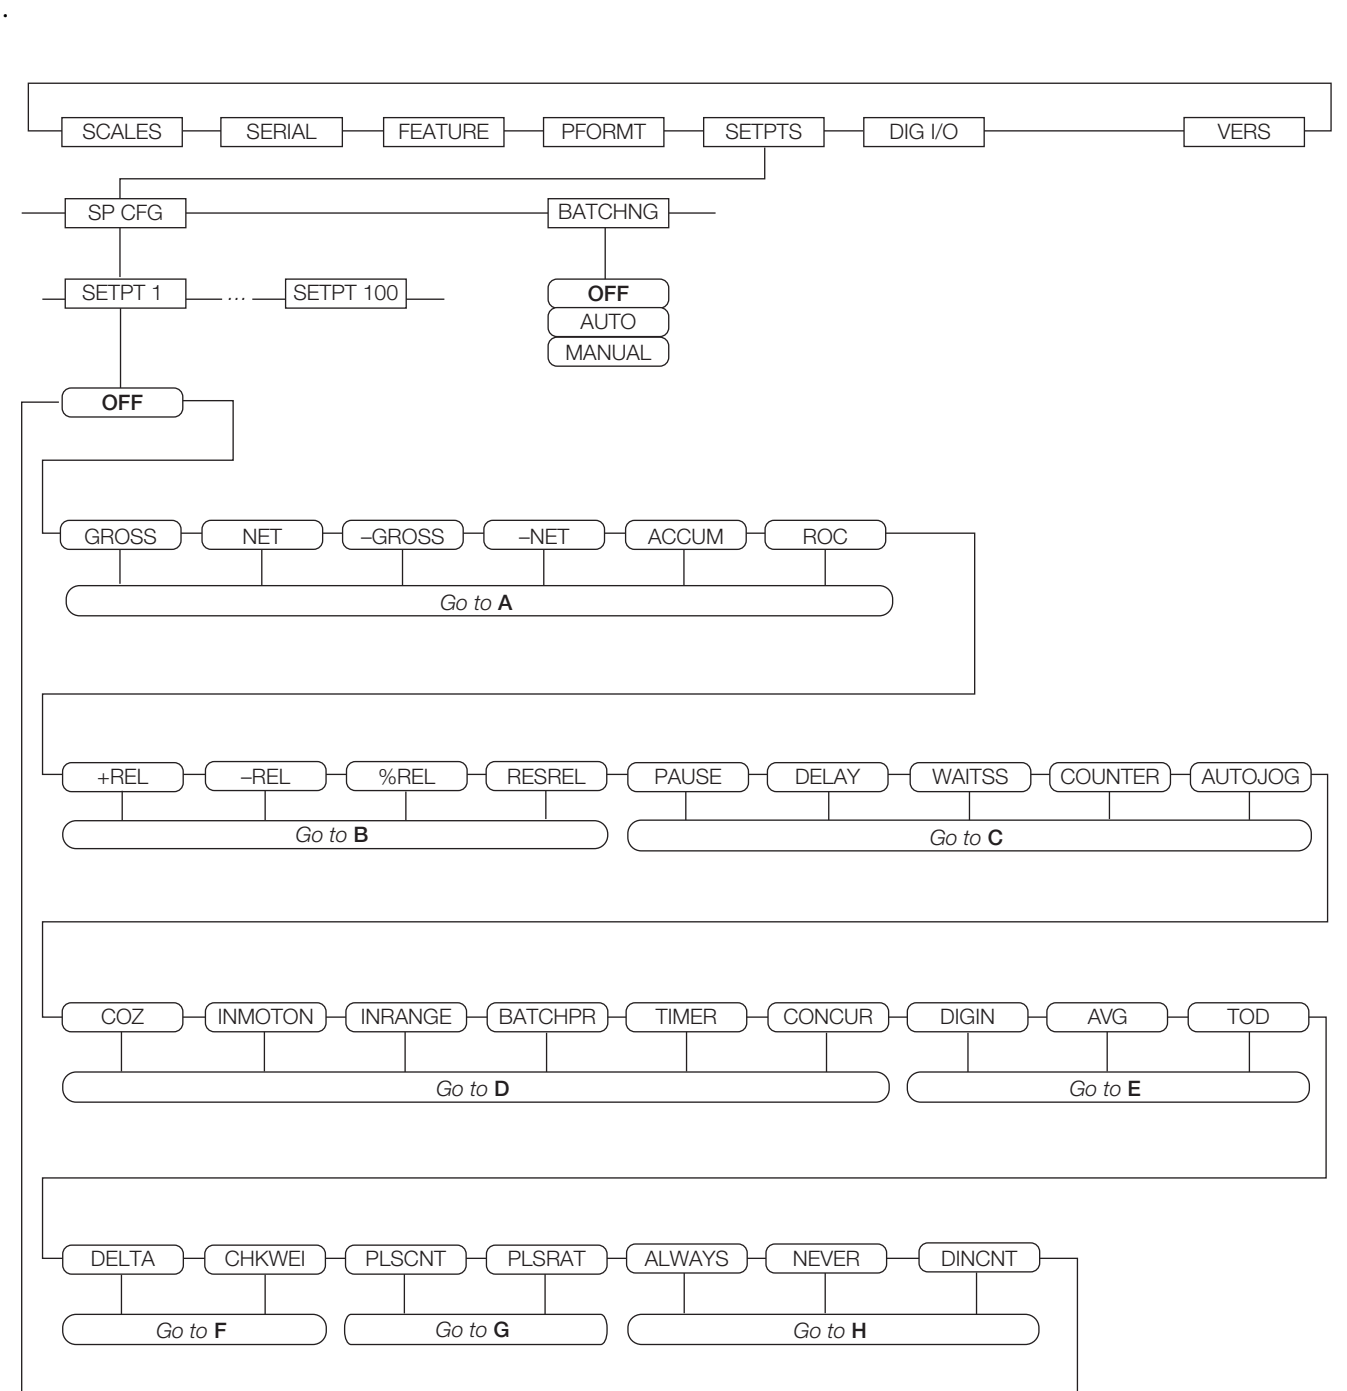 .
SCALES SERIAL FEATURE PFORMT SETPTS DIG I/O VERS
SP CFG BATCHNG
SETPT 1 ... SETPT 100 OFF
AUTO
MANUAL
OFF
GROSS NET –GROSS –NET ACCUM ROC
Go to A
+REL –REL %REL RESREL PAUSE DELAY WAITSS COUNTER AUTOJOG
Go to B Go to C
COZ INMOTON INRANGE BATCHPR TIMER CONCUR DIGIN AVG TOD
Go to D Go to E
DELTA CHKWEI PLSCNT PLSRAT ALWAYS NEVER DINCNT
Go to F Go to G Go to H